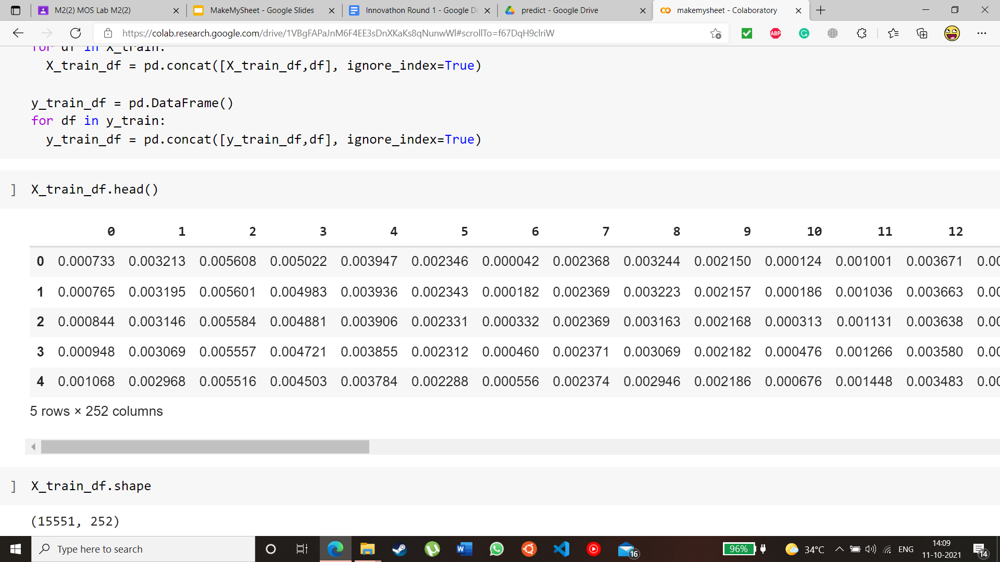 M2(2) MOS Lab M2(2)
MakeMySheet - Google Slides
Innovathon Round 1 - Google Do
predict - Google Drive
makemysheet - Colaboratory
https://colab.research.google.com/drive/1VBgFAPaJnM6F4EE3sDnXKaKs8qNunwWl#scrollTo=f67DqH9clriW
ABP
for df in X_train:
X_train_df = pd.concat([X_train_df,df], ignore_index=True)
y_train_df = pd.DataFrame()
for df in y_train:
y_train_df = pd.concat([y_train_df,df], ignore_index=True)
] X_train_df.head()
0 1 2 3 4 5 6 7 8 9 10 11 12
0 0.000733 0.003213 0.005608 0.005022 0.003947 0.002346 0.000042 0.002368 0.003244 0.002150 0.000124 0.001001 0.003671 0.00
1 0.000765 0.003195 0.005601 0.004983 0.003936 0.002343 0.000182 0.002369 0.003223 0.002157 0.000186 0.001036 0.003663 0.00
2 0.000844 0.003146 0.005584 0.004881 0.003906 0.002331 0.000332 0.002369 0.003163 0.002168 0.000313 0.001131 0.003638 0.00
3 0.000948 0.003069 0.005557 0.004721 0.003855 0.002312 0.000460 0.002371 0.003069 0.002182 0.000476 0.001266 0.003580 0.00
4 0.001068 0.002968 0.005516 0.004503 0.003784 0.002288 0.000556 0.002374 0.002946 0.002186 0.000676 0.001448 0.003483 0.00
5 rows × 252 columns
] X_train_df.shape
(15551, 252)
Type here to search
16
96%
34°C
ENG
14:09
11-10-2021
14